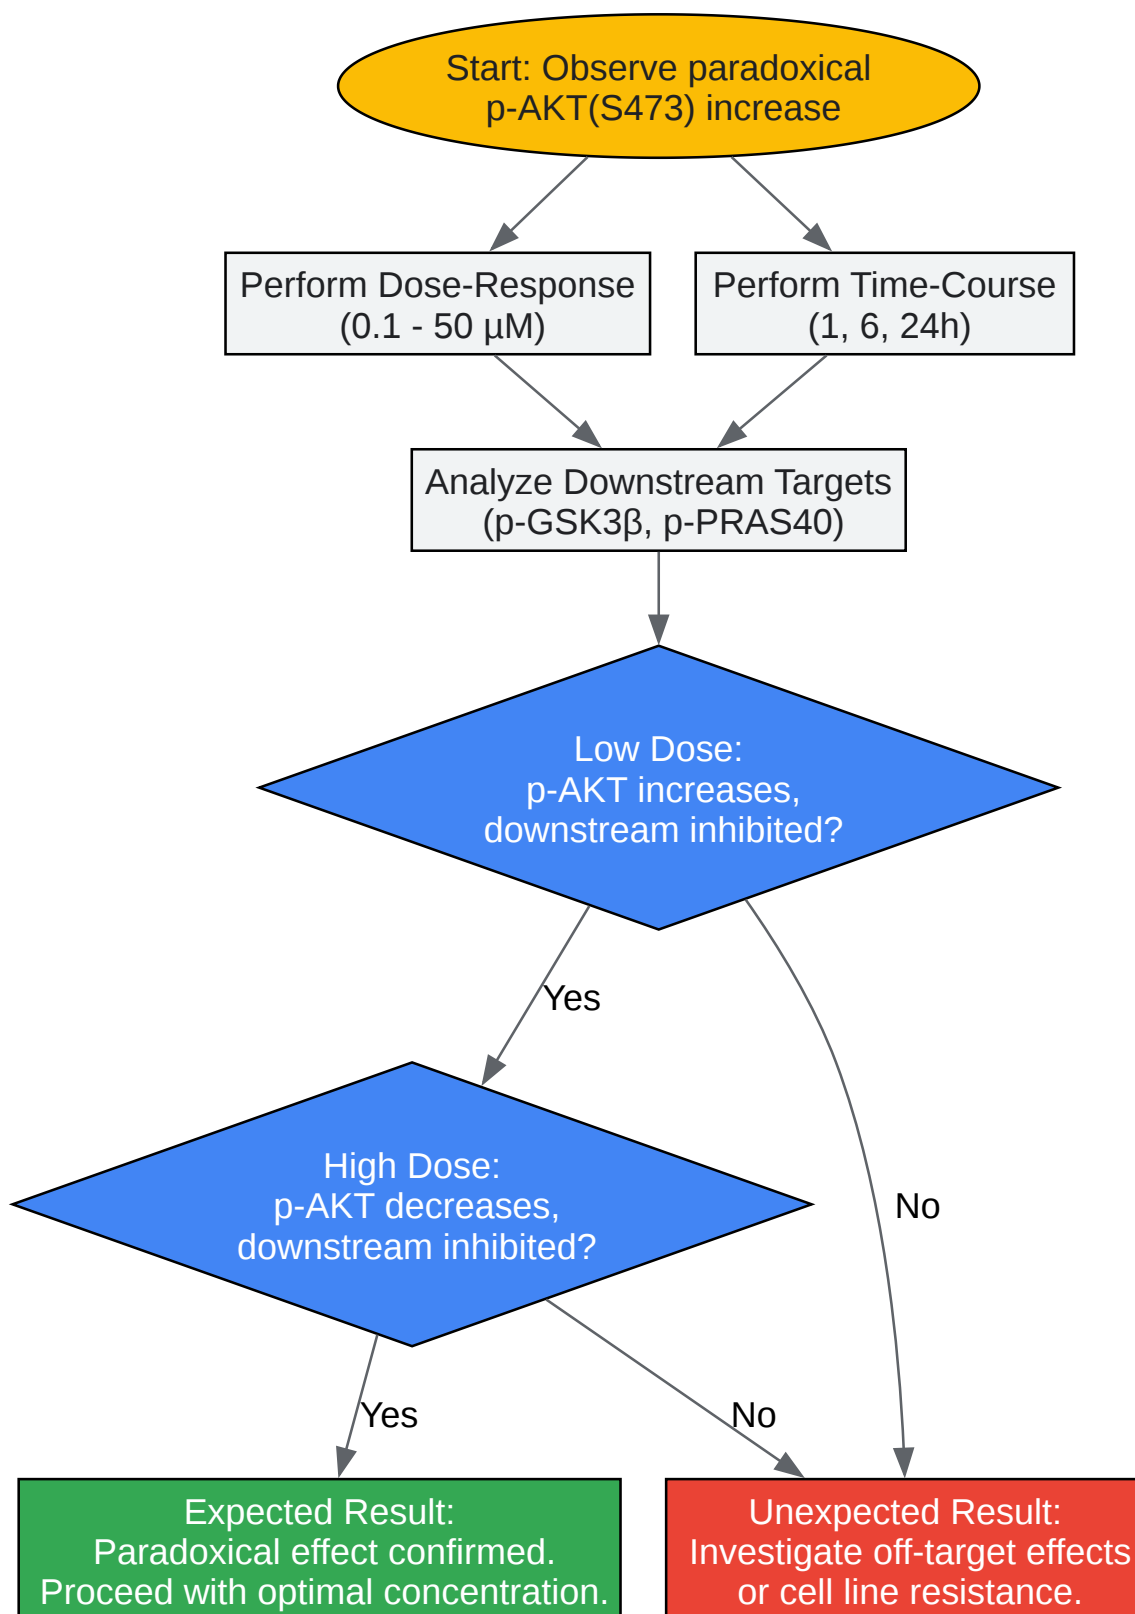 Start: Observe paradoxical
p-AKT(S473) increase
Perform Dose-Response
(0.1 - 50 µM)
Perform Time-Course
(1, 6, 24h)
Analyze Downstream Targets
(p-GSK3β, p-PRAS40)
Low Dose:
p-AKT increases,
downstream inhibited?
Yes
No
High Dose:
p-AKT decreases,
downstream inhibited?
Yes
No
Expected Result:
Paradoxical effect confirmed.
Proceed with optimal concentration.
Unexpected Result:
Investigate off-target effects
or cell line resistance.